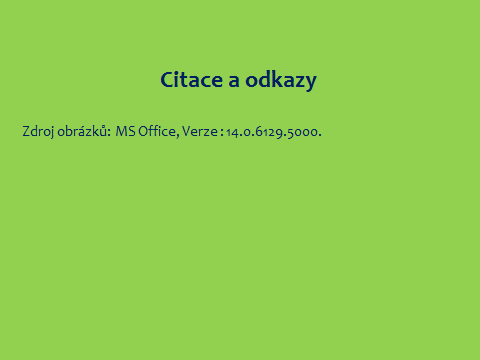 Citace a odkazy
Zdroj obrázků: MS Office, Verze : 14.0.6129.5000.